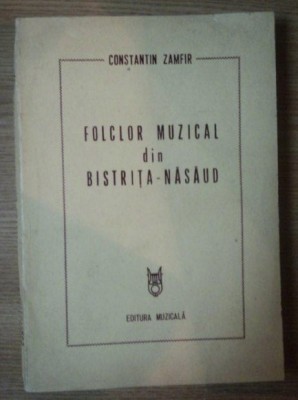 CONSTANTIN ZAMFIR
FOLCLOR MUZICAL
din
BISTRIȚA-NĂSĂUD
EDITURA MUZICALĂ